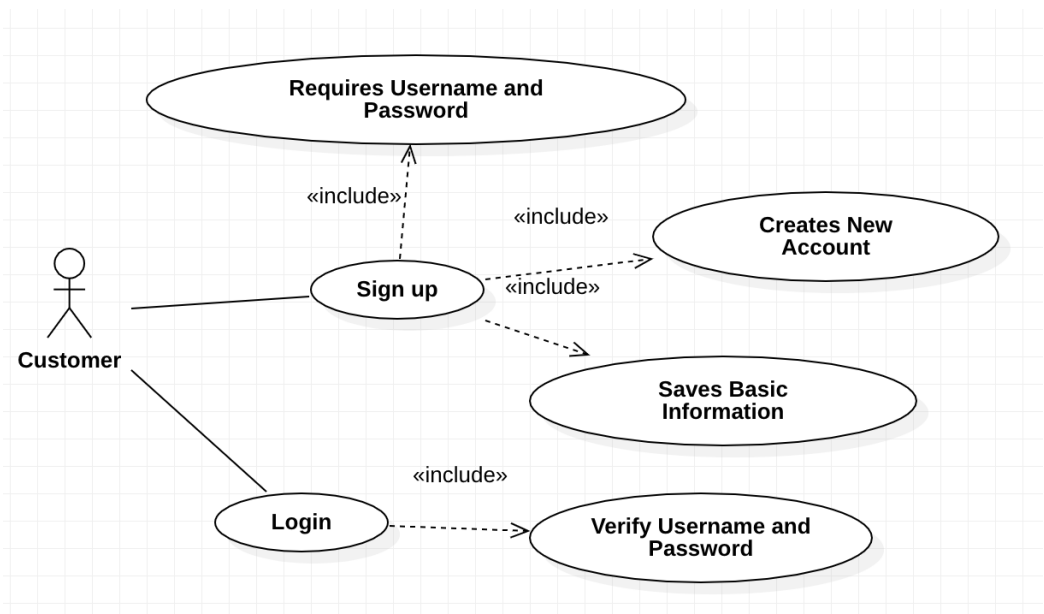 Requires Username and
Password
«include»
«include»
Creates New
Account
Sign up
«include»
Customer
Saves Basic
Information
«include»
Login
Verify Username and
Password